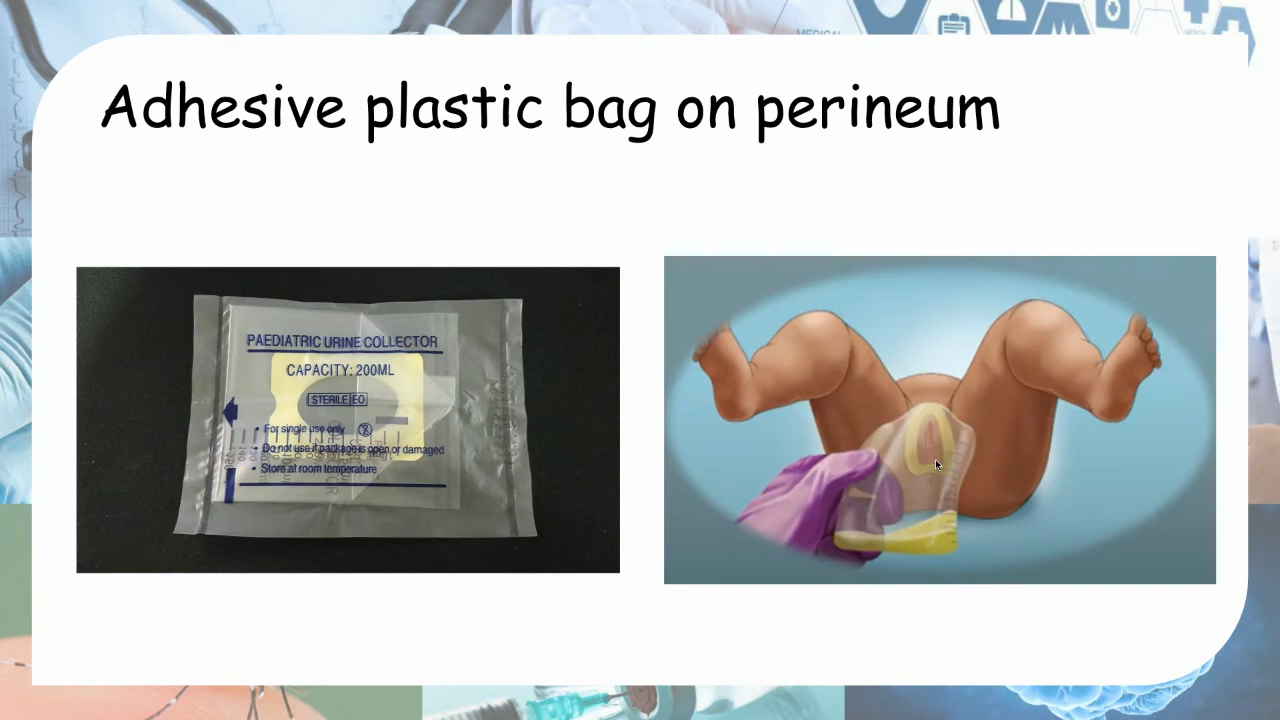 MEDICAL
Adhesive plastic bag on perineum
PAEDIATRIC URINE COLLECTOR
CAPACITY: 200ML
STERILE EO
• For single use only
• Do not use if package is open or damaged
• Store at room temperature